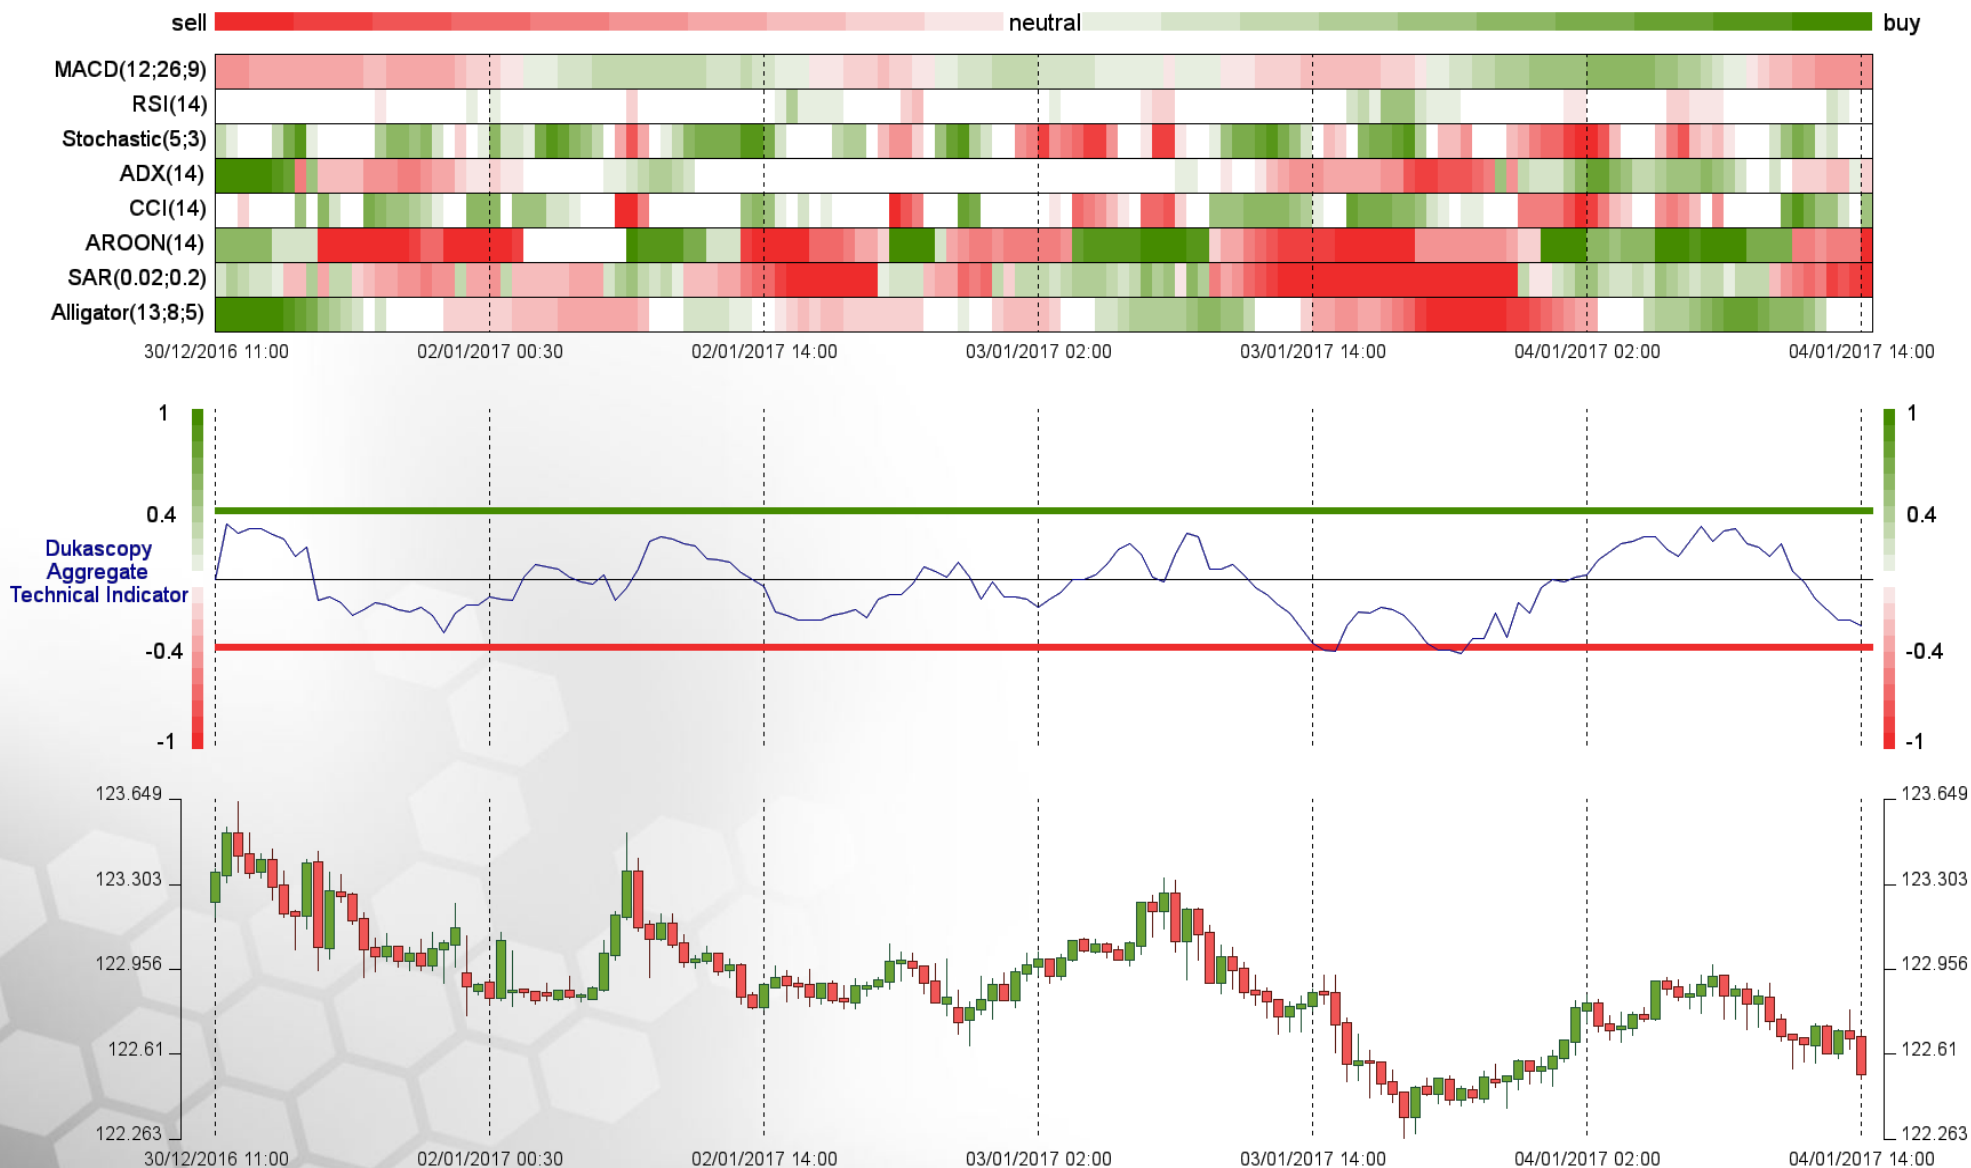 sell neutral buy
MACD(12;26;9)
RSI(14)
Stochastic(5;3)
ADX(14)
CCI(14)
AROON(14)
SAR(0.02;0.2)
Alligator(13;8;5)
30/12/2016 11:00 02/01/2017 00:30 02/01/2017 14:00 03/01/2017 02:00 03/01/2017 14:00 04/01/2017 02:00 04/01/2017 14:00
1 1
0.4 0.4
Dukascopy
Aggregate
Technical Indicator
-0.4 -0.4
-1 -1
123.649 123.649
123.303 123.303
122.956 122.956
122.61 122.61
122.263 122.263
30/12/2016 11:00 02/01/2017 00:30 02/01/2017 14:00 03/01/2017 02:00 03/01/2017 14:00 04/01/2017 02:00 04/01/2017 14:00